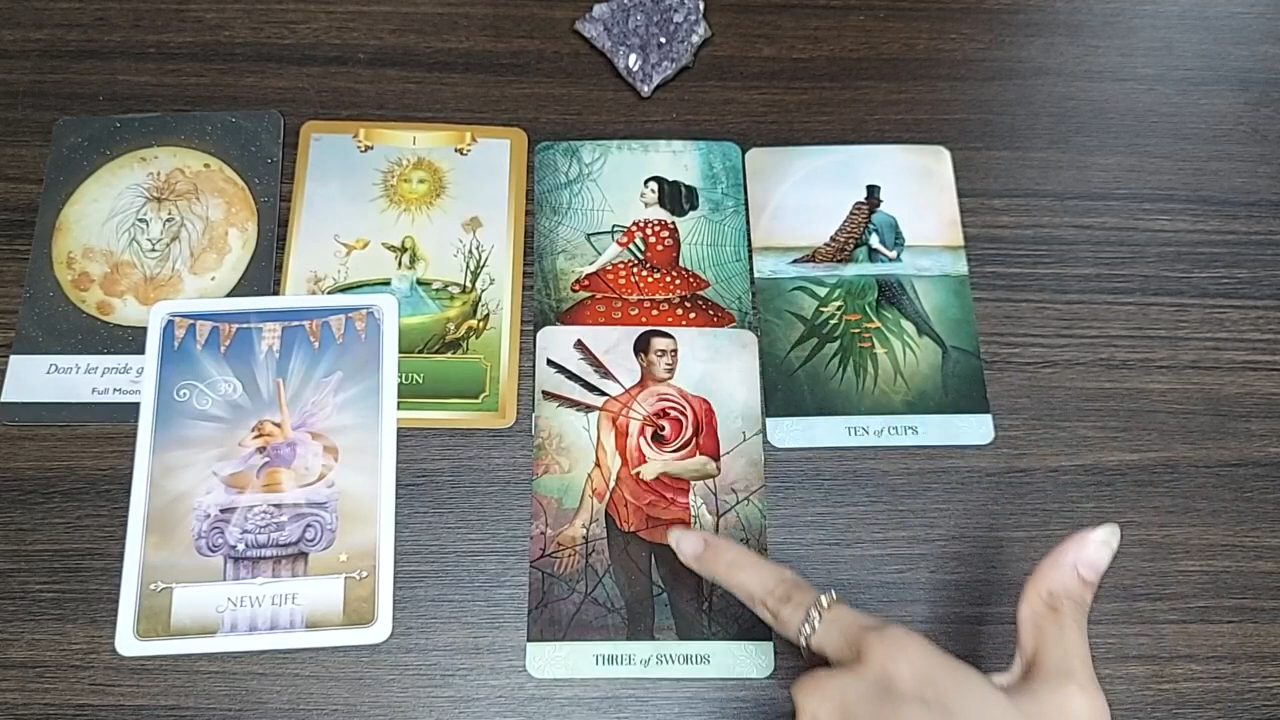 I
Don't let pride g
Full Moon
SUN
39
TEN of CUPS
NEW LIFE
THREE of SWORDS